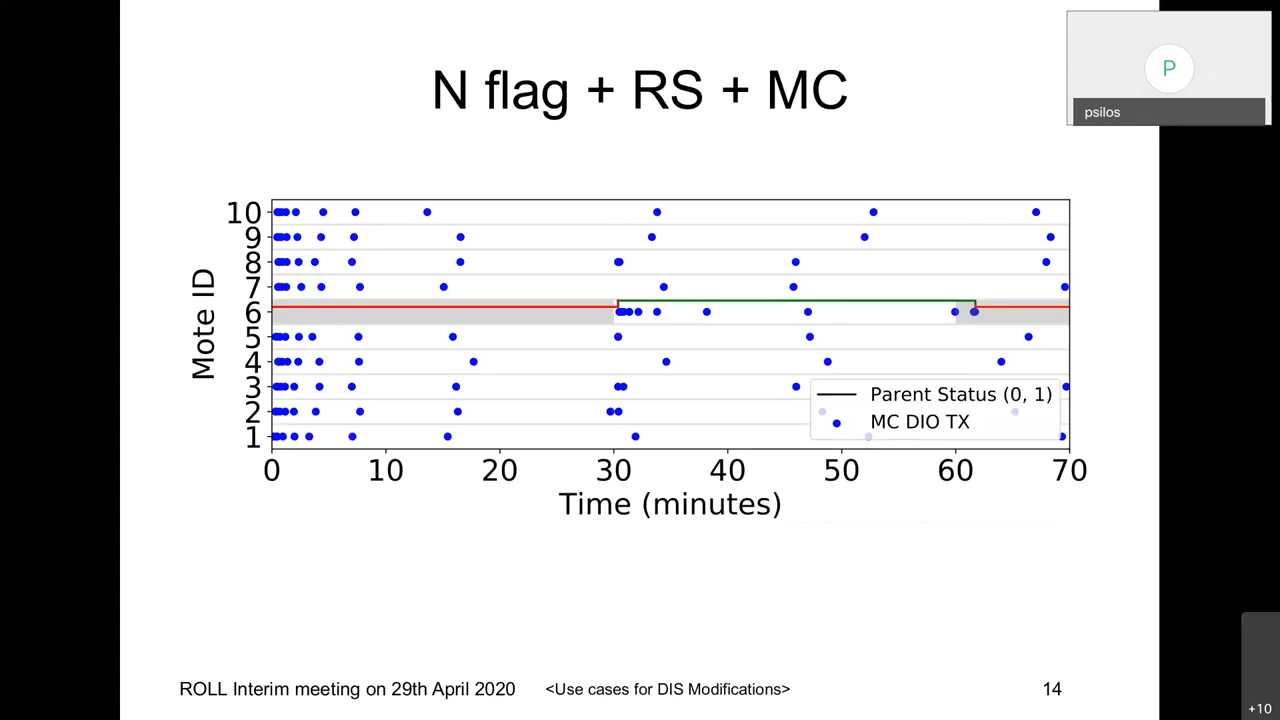 N flag + RS + MC
P
psilos
Mote ID
10
9
8
7
6
5
4
3
2
1
Parent Status (0, 1)
MC DIO TX
0 10 20 30 40 50 60 70
Time (minutes)
ROLL Interim meeting on 29th April 2020 <Use cases for DIS Modifications> 14
+10